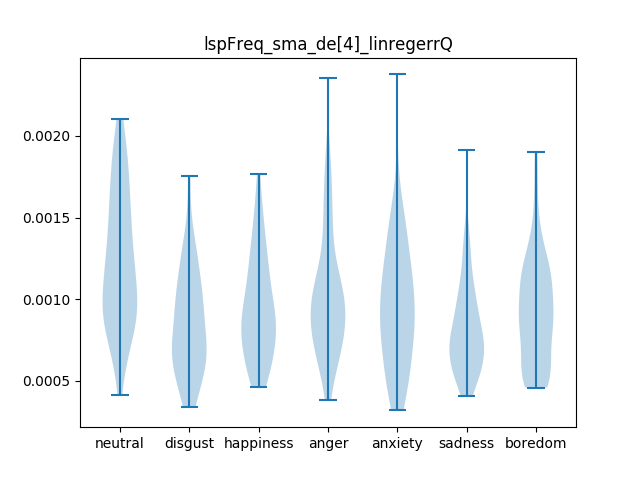 lspFreq_sma_de[4]_linregerrQ
0.0020
0.0015
0.0010
0.0005
neutral disgust happiness anger anxiety sadness boredom